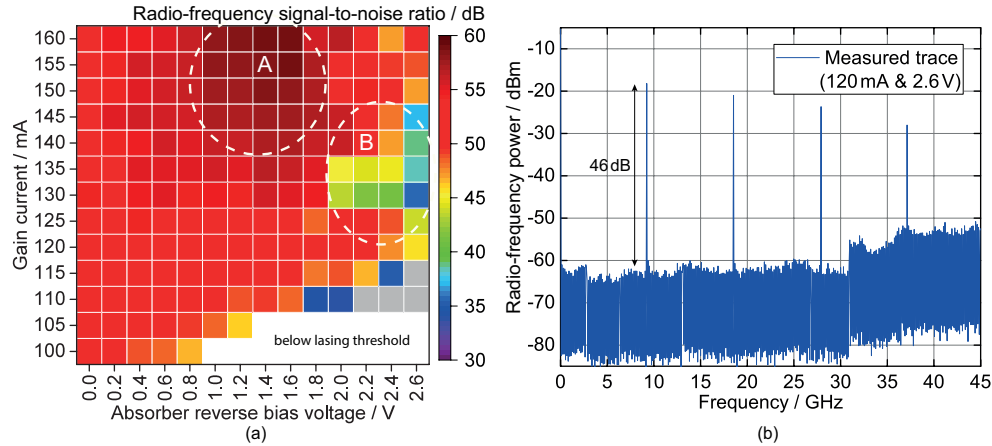 Radio-frequency signal-to-noise ratio / dB
Gain current / mA
160
155
150
145
140
135
130
125
120
115
110
105
100
A
B
below lasing threshold
60
55
50
45
40
35
30
0.0 0.2 0.4 0.6 0.8 1.0 1.2 1.4 1.6 1.8 2.0 2.2 2.4 2.6
Absorber reverse bias voltage / V
(a)
Radio-frequency power / dBm
-5
-10
-20
-30
-40
-50
-60
-70
-80
Measured trace
(120 mA & 2.6 V)
46 dB
0 5 10 15 20 25 30 35 40 45
Frequency / GHz
(b)